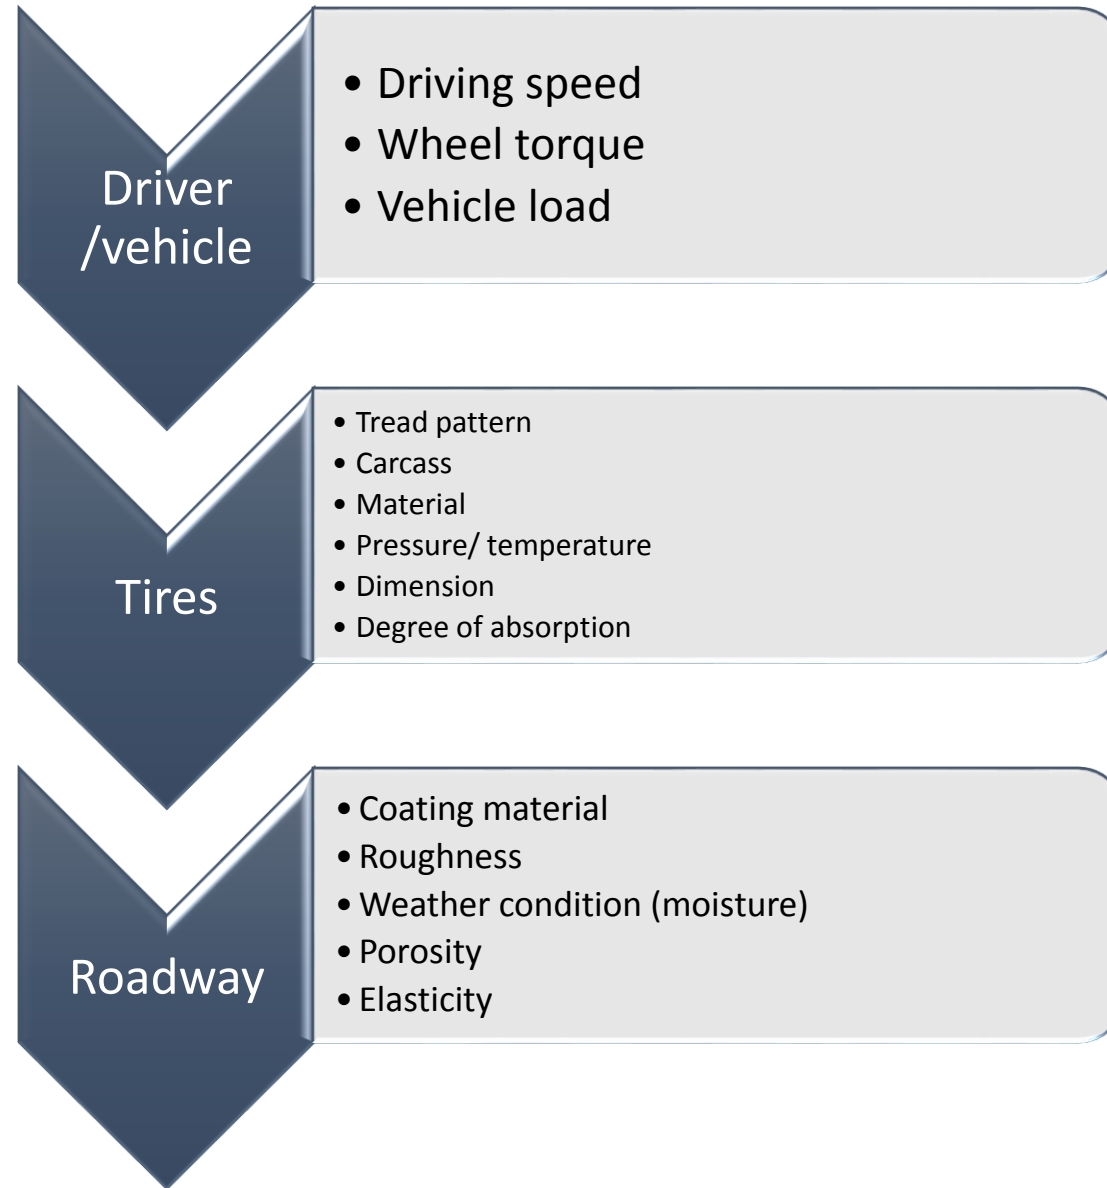 Driver
/vehicle
• Driving speed
• Wheel torque
• Vehicle load
Tires
• Tread pattern
• Carcass
• Material
• Pressure/ temperature
• Dimension
• Degree of absorption
Roadway
• Coating material
• Roughness
• Weather condition (moisture)
• Porosity
• Elasticity